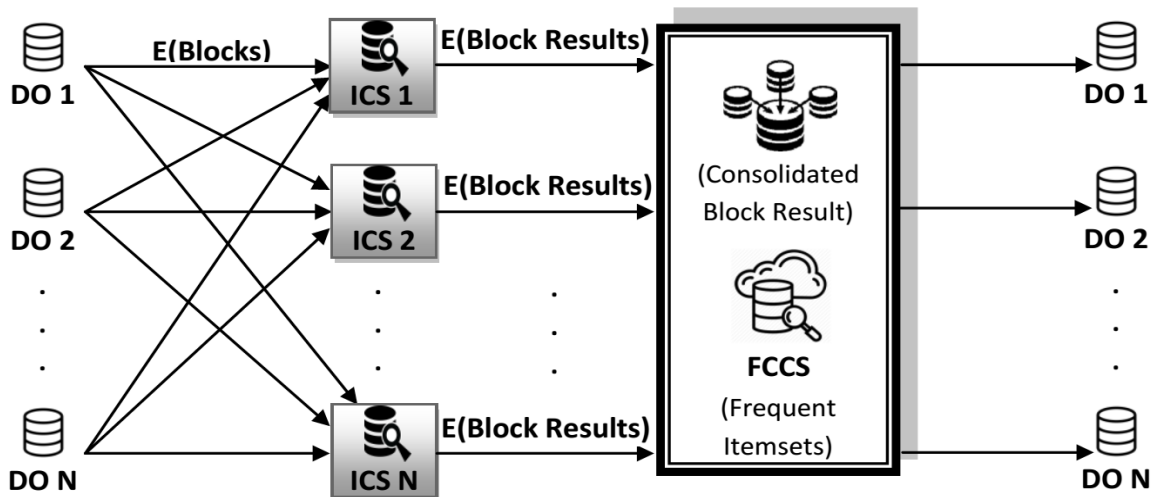 E(Blocks)
E(Block Results)
DO 1
ICS 1
DO 1
(Consolidated
Block Result)
E(Block Results)
DO 2
ICS 2
DO 2
FCCS
(Frequent
Itemsets)
E(Block Results)
DO N
ICS N
DO N